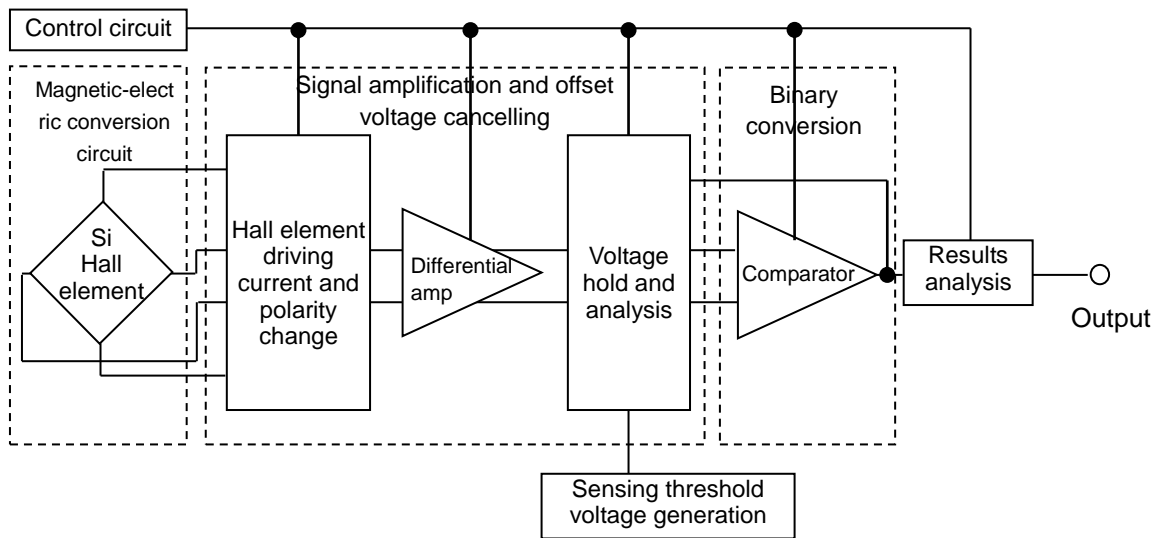 Control circuit
Magnetic-elect
ric conversion
circuit
Signal amplification and offset
voltage cancelling
Binary
conversion
Si
Hall
element
Hall element
driving
current and
polarity
change
Differential
amp
Voltage
hold and
analysis
Comparator
Results
analysis
Output
Sensing threshold
voltage generation